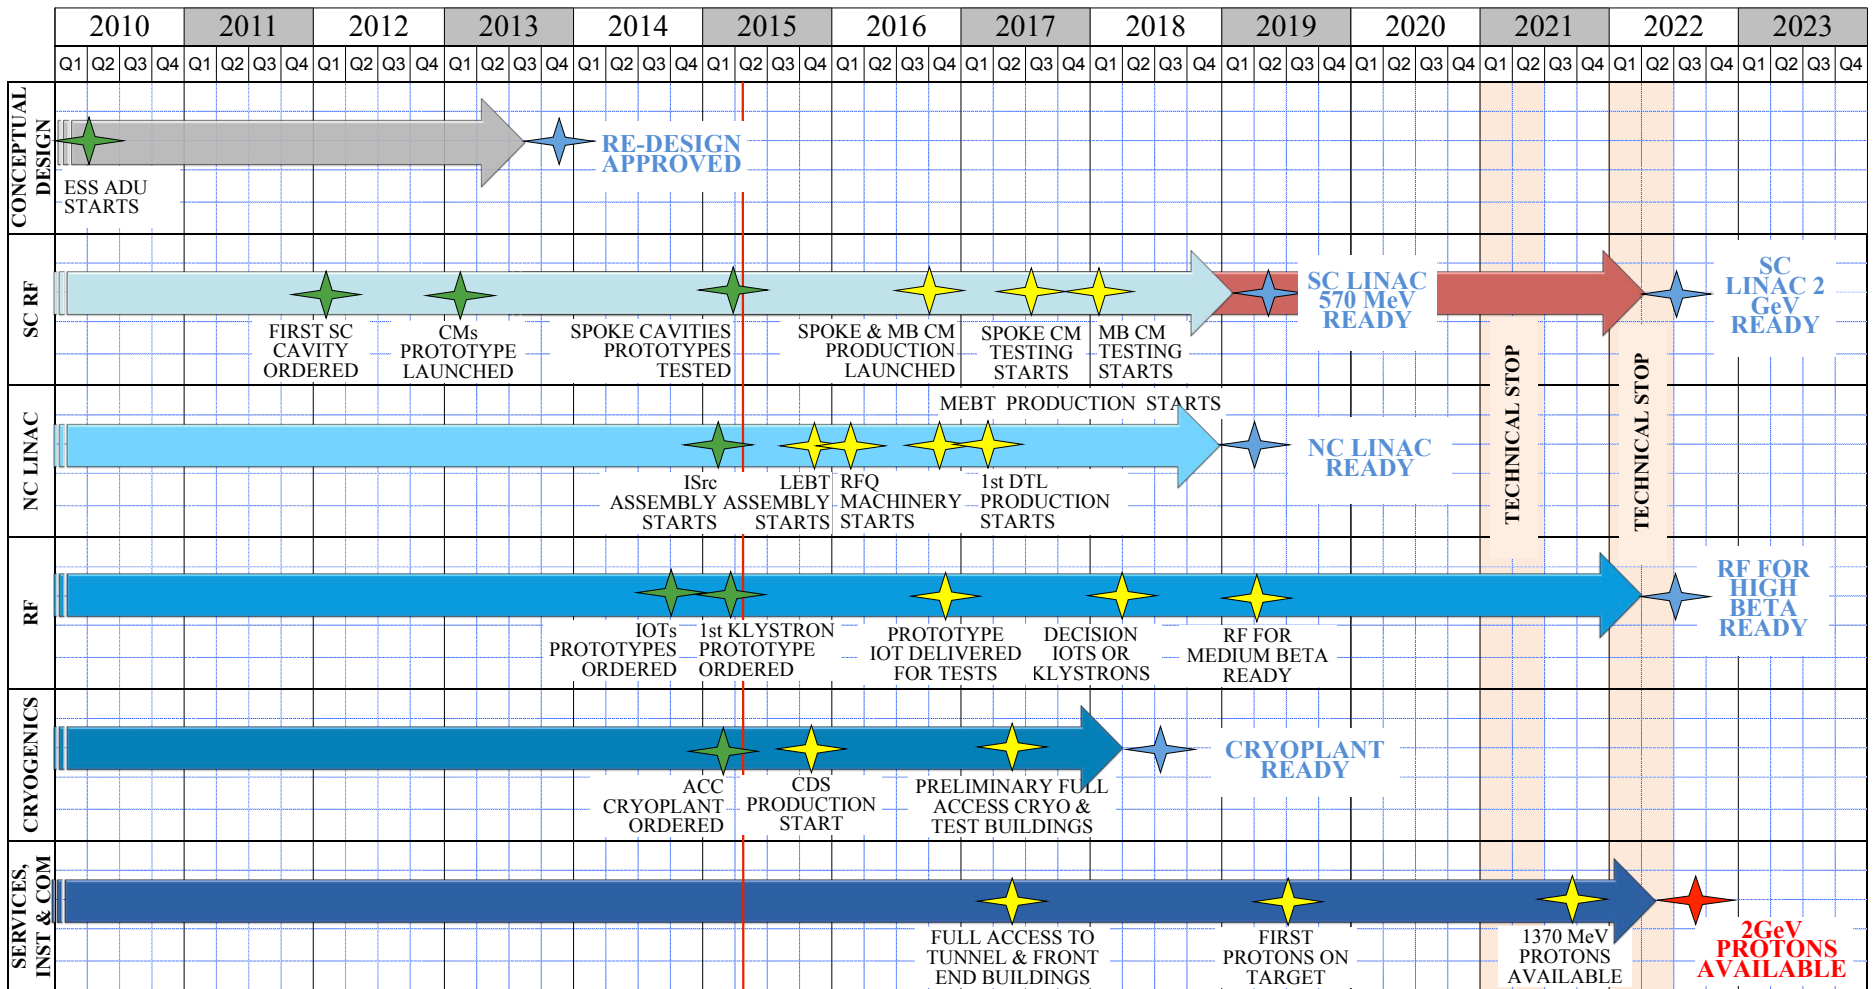 2010 2011 2012 2013 2014 2015 2016 2017 2018 2019 2020 2021 2022 2023
Q1 Q2 Q3 Q4 Q1 Q2 Q3 Q4 Q1 Q2 Q3 Q4 Q1 Q2 Q3 Q4 Q1 Q2 Q3 Q4 Q1 Q2 Q3 Q4 Q1 Q2 Q3 Q4 Q1 Q2 Q3 Q4 Q1 Q2 Q3 Q4 Q1 Q2 Q3 Q4 Q1 Q2 Q3 Q4 Q1 Q2 Q3 Q4 Q1 Q2 Q3 Q4 Q1 Q2 Q3 Q4
CONCEPTUAL
DESIGN
ESS ADU
STARTS
RE-DESIGN
APPROVED
SC RF
FIRST SC
CAVITY
ORDERED
CMs
PROTOTYPE
LAUNCHED
SPOKE CAVITIES
PROTOTYPES
TESTED
SPOKE & MB CM
PRODUCTION
LAUNCHED
SPOKE CM
TESTING
STARTS
MB CM
TESTING
STARTS
SC LINAC
570 MeV
READY
SC
LINAC 2
GeV
READY
TECHNICAL STOP
TECHNICAL STOP
NC LINAC
MEBT PRODUCTION STARTS
ISrc
ASSEMBLY
STARTS
LEBT
ASSEMBLY
STARTS
RFQ
MACHINERY
STARTS
1st DTL
PRODUCTION
STARTS
NC LINAC
READY
RF
IOTs
PROTOTYPES
ORDERED
1st KLYSTRON
PROTOTYPE
ORDERED
PROTOTYPE
IOT DELIVERED
FOR TESTS
DECISION
IOTS OR
KLYSTRONS
RF FOR
MEDIUM BETA
READY
RF FOR
HIGH
BETA
READY
CRYOGENICS
ACC
CRYOPLANT
ORDERED
CDS
PRODUCTION
START
PRELIMINARY FULL
ACCESS CRYO &
TEST BUILDINGS
CRYOPLANT
READY
SERVICES,
INST & COM
FULL ACCESS TO
TUNNEL & FRONT
END BUILDINGS
FIRST
PROTONS ON
TARGET
1370 MeV
PROTONS
AVAILABLE
2GeV
PROTONS
AVAILABLE